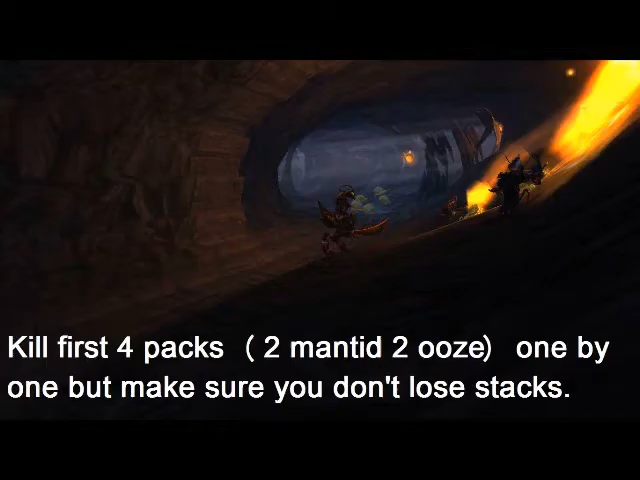 Kill first 4 packs （2 mantid 2 ooze） one by
one but make sure you don't lose stacks.